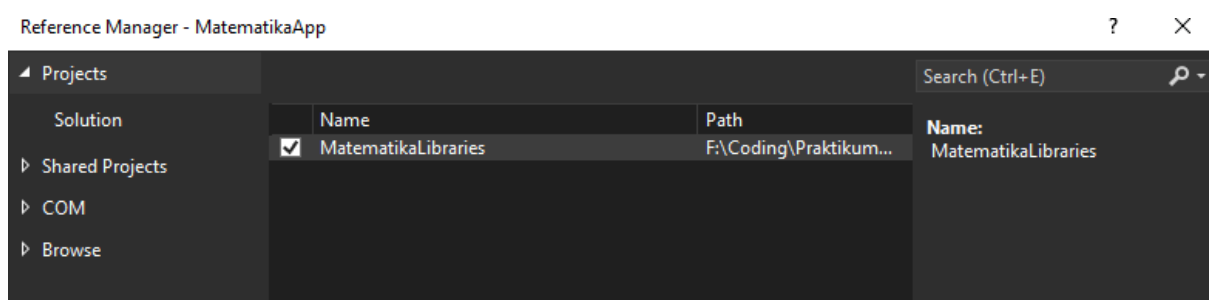 Reference Manager - MatematikaApp
?
Projects
Search (Ctrl+E)
Solution
Name
Path
Name:
MatematikaLibraries
F:\Coding\Praktikum...
MatematikaLibraries
Shared Projects
COM
Browse